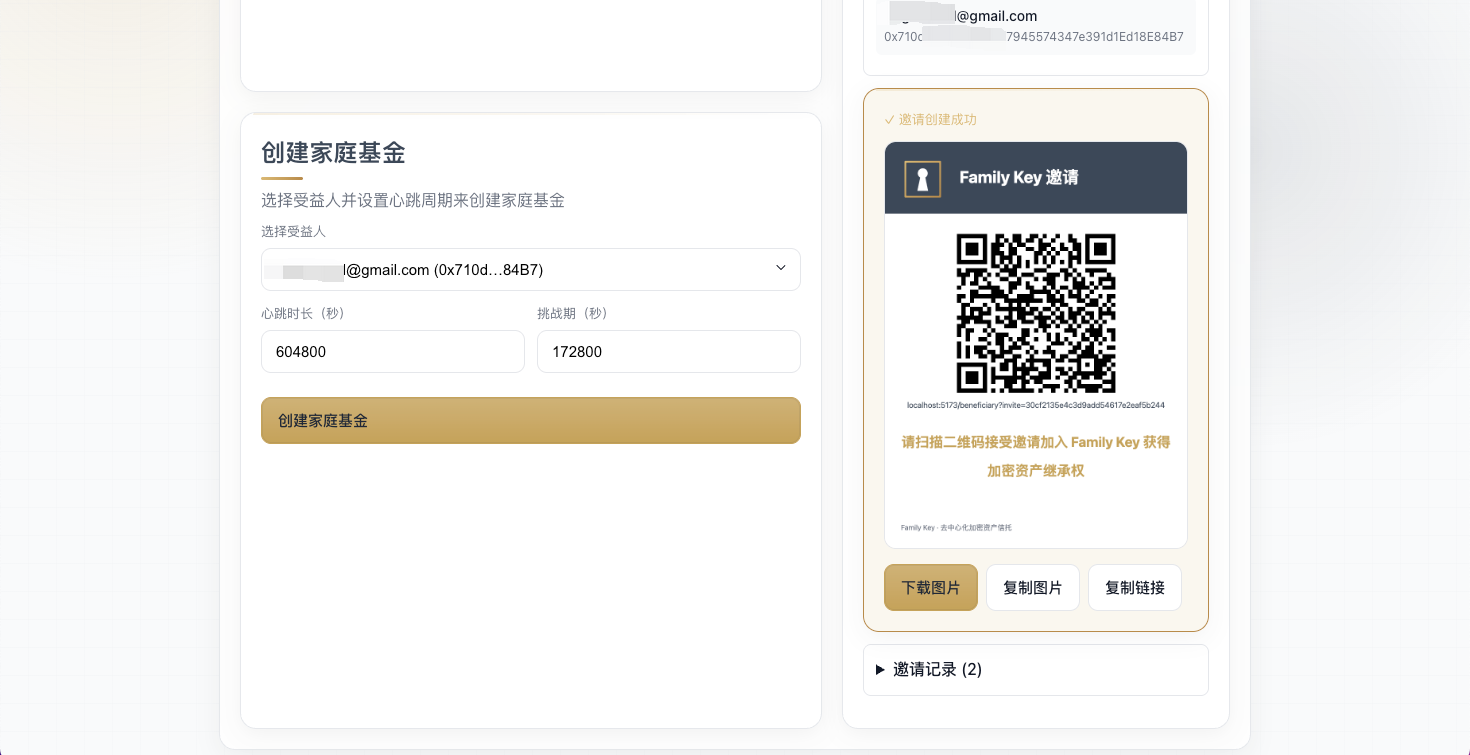 创建家庭基金
选择受益人并设置心跳周期来创建家庭基金
选择受益人
@gmail.com (0x710d...84B7)
心跳时长（秒）
挑战期（秒）
604800
172800
创建家庭基金
@gmail.com
0x710 7945574347e391d1Ed18E84B7
✓ 邀请创建成功
Family Key 邀请
localhost:5173/beneficiary?invite=30cf2135e4c3d9add54617e2eaf5b244
请扫描二维码接受邀请加入 Family Key 获得
加密资产继承权
Family Key · 去中心化加密资产信托
下载图片
复制图片
复制链接
▶ 邀请记录 (2)